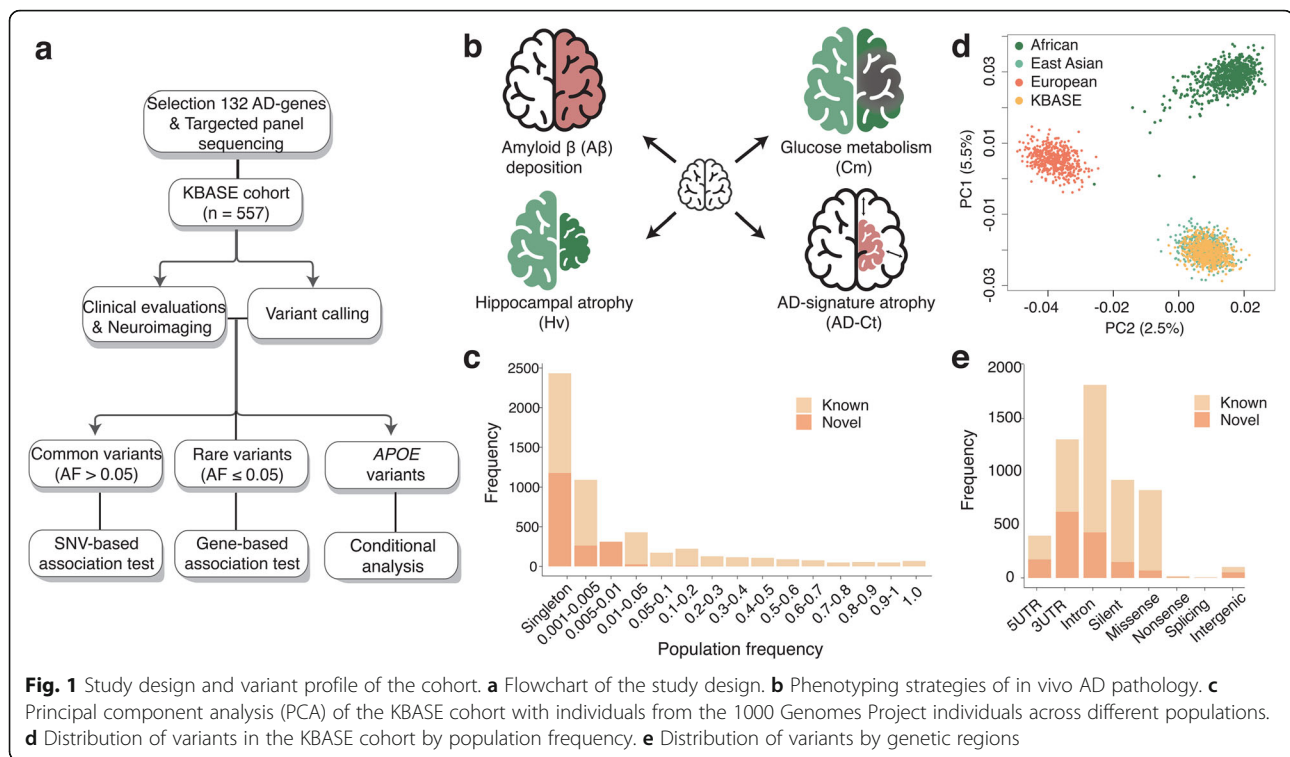 a
Selection 132 AD-genes
& Targeted panel
sequencing
KBASE cohort
(n = 557)
Clinical evaluations
& Neuroimaging
Variant calling
Common variants
(AF > 0.05)
Rare variants
(AF ≤ 0.05)
APOE
variants
SNV-based
association test
Gene-based
association test
Conditional
analysis
b
Amyloid β (Aβ)
deposition
Glucose metabolism
(Cm)
Hippocampal atrophy
(Hv)
AD-signature atrophy
(AD-Ct)
d
African
East Asian
European
KBASE
PC1 (5.5%)
0.03
0.01
-0.01
-0.03
-0.04
-0.02
0.00
0.02
PC2 (2.5%)
c
Frequency
2500
2000
1500
1000
500
0
Known
Novel
Singleton
0.001-0.005
0.005-0.01
0.01-0.05
0.05-0.1
0.1-0.2
0.2-0.3
0.3-0.4
0.4-0.5
0.5-0.6
0.6-0.7
0.7-0.8
0.8-0.9
0.9-1
1.0
Population frequency
e
Frequency
2000
1500
1000
500
0
Known
Novel
5UTR
3UTR
Intron
Silent
Missense
Nonsense
Splicing
Intergenic
Fig. 1 Study design and variant profile of the cohort. a Flowchart of the study design. b Phenotyping strategies of in vivo AD pathology. c
Principal component analysis (PCA) of the KBASE cohort with individuals from the 1000 Genomes Project individuals across different populations.
d Distribution of variants in the KBASE cohort by population frequency. e Distribution of variants by genetic regions